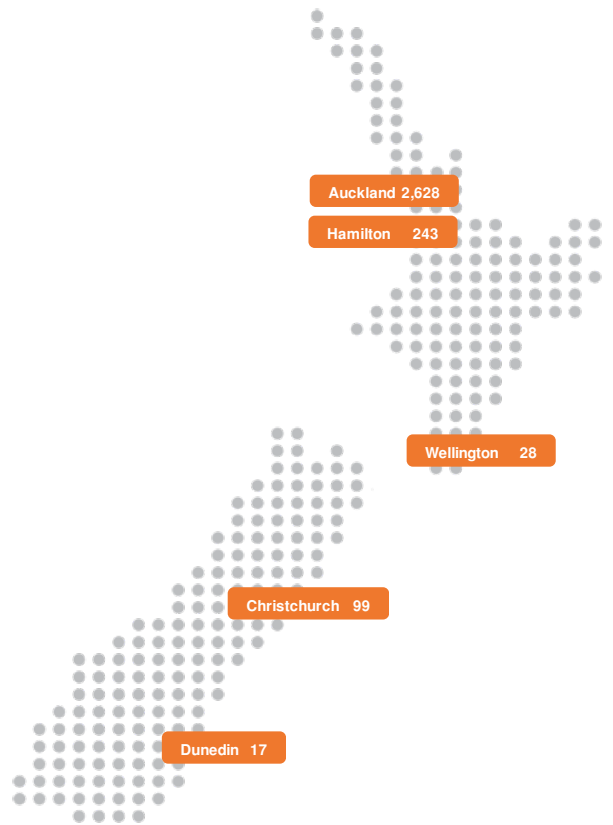 Auckland 2,628
Hamilton 243
Wellington 28
Christchurch 99
Dunedin 17